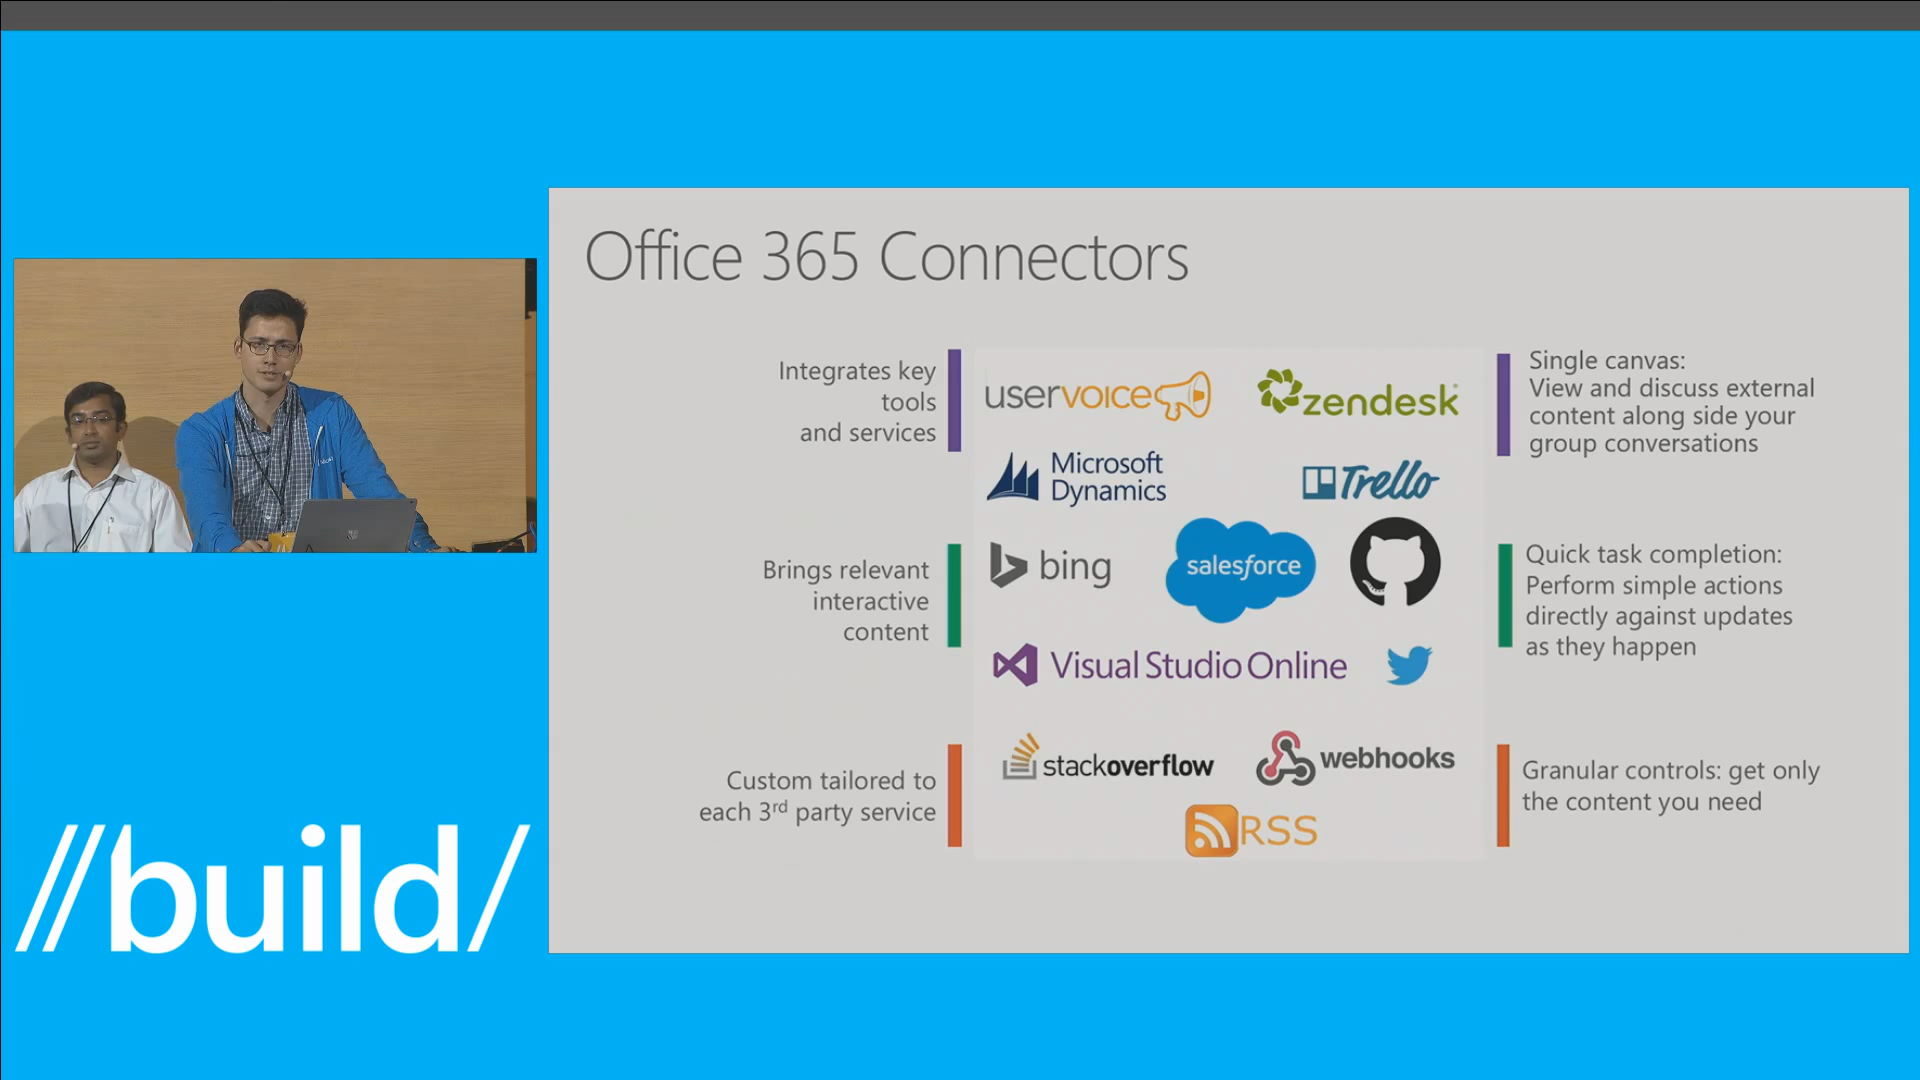 Office 365 Connectors
Integrates key
tools
and services
Brings relevant
interactive
content
Custom tailored to
each 3rd party service
uservoice
zendesk
Microsoft
Dynamics
Trello
bing
salesforce
Visual Studio Online
stackoverflow
webhooks
RSS
Single canvas:
View and discuss external
content along side your
group conversations
Quick task completion:
Perform simple actions
directly against updates
as they happen
Granular controls: get only
the content you need
//build/